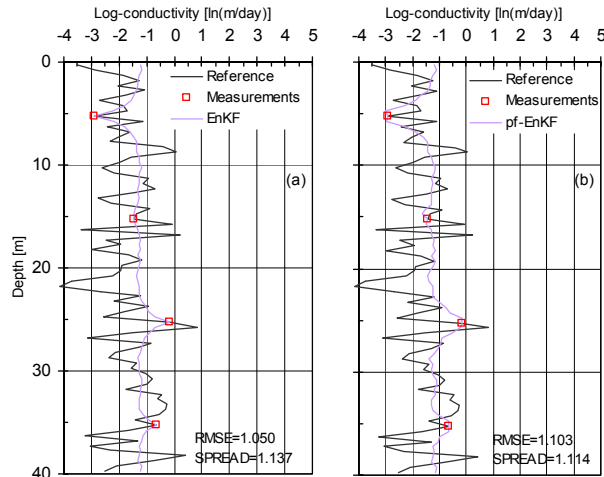 Log-conductivity [ln(m/day)]
-4 -3 -2 -1 0 1 2 3 4 5
0
10
20
30
40
Depth [m]
Reference
Measurements
EnKF
(a)
RMSE=1.050
SPREAD=1.137
Log-conductivity [ln(m/day)]
-4 -3 -2 -1 0 1 2 3 4 5
Reference
Measurements
pf-EnKF
(b)
RMSE=1.103
SPREAD=1.114